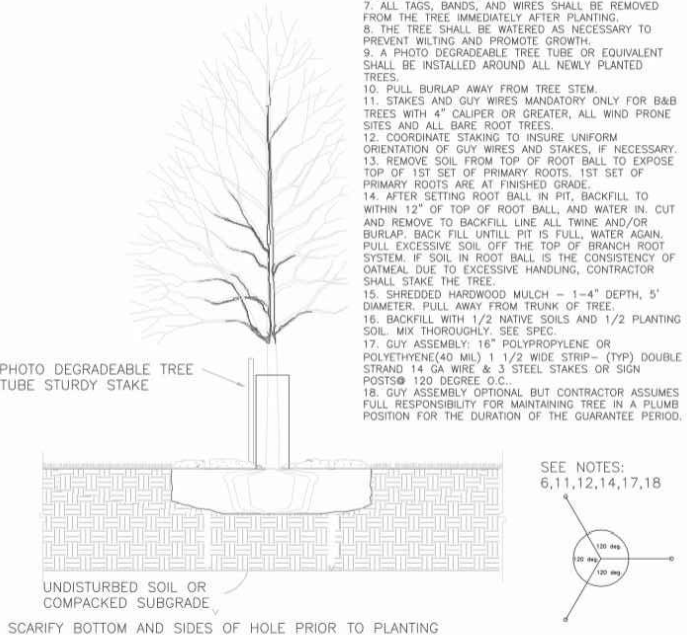 7. ALL TAGS, BANDS, AND WIRES SHALL BE REMOVED
FROM THE TREE IMMEDIATELY AFTER PLANTING.
8. THE TREE SHALL BE WATERED AS NECESSARY TO
PREVENT WILTING AND PROMOTE GROWTH.
9. A PHOTO DEGRADEABLE TREE TUBE OR EQUIVALENT
SHALL BE INSTALLED AROUND ALL NEWLY PLANTED
TREES.
10. PULL BURLAP AWAY FROM TREE STEM.
11. STAKES AND GUY WIRES MANDATORY ONLY FOR B&B
TREES WITH 4" CALIPER OR GREATER, ALL WIND PRONE
SITES AND ALL BARE ROOT TREES.
12. COORDINATE STAKING TO INSURE UNIFORM
ORIENTATION OF GUY WIRES AND STAKES, IF NECESSARY.
13. REMOVE SOIL FROM TOP OF ROOT BALL TO EXPOSE
TOP OF 1ST SET OF PRIMARY ROOTS. 1ST SET OF
PRIMARY ROOTS ARE AT FINISHED GRADE.
14. AFTER SETTING ROOT BALL IN PIT, BACKFILL TO
WITHIN 12" OF TOP OF ROOT BALL, AND WATER IN. CUT
AND REMOVE TO BACKFILL LINE ALL TWINE AND/OR
BURLAP. BACK FILL UNTILL PIT IS FULL, WATER AGAIN.
PULL EXCESSIVE SOIL OFF THE TOP OF BRANCH ROOT
SYSTEM. IF SOIL IN ROOT BALL IS THE CONSISTENCY OF
OATMEAL DUE TO EXCESSIVE HANDLING, CONTRACTOR
SHALL STAKE THE TREE.
15. SHREDDED HARDWOOD MULCH – 1–4" DEPTH, 5'
DIAMETER. PULL AWAY FROM TRUNK OF TREE.
16. BACKFILL WITH 1/2 NATIVE SOILS AND 1/2 PLANTING
SOIL. MIX THOROUGHLY. SEE SPEC.
17. GUY ASSEMBLY: 16" POLYPROPYLENE OR
POLYETHYENE(40 MIL) 1 1/2 WIDE STRIP– (TYP) DOUBLE
STRAND 14 GA WIRE & 3 STEEL STAKES OR SIGN
POSTS@ 120 DEGREE O.C..
18. GUY ASSEMBLY OPTIONAL BUT CONTRACTOR ASSUMES
FULL RESPONSIBILITY FOR MAINTAINING TREE IN A PLUMB
POSITION FOR THE DURATION OF THE GUARANTEE PERIOD.
PHOTO DEGRADEABLE TREE
TUBE STURDY STAKE
SEE NOTES:
6,11,12,14,17,18
120 deg.
120 deg.
120 deg.
UNDISTURBED SOIL OR
COMPACKED SUBGRADE
SCARIFY BOTTOM AND SIDES OF HOLE PRIOR TO PLANTING